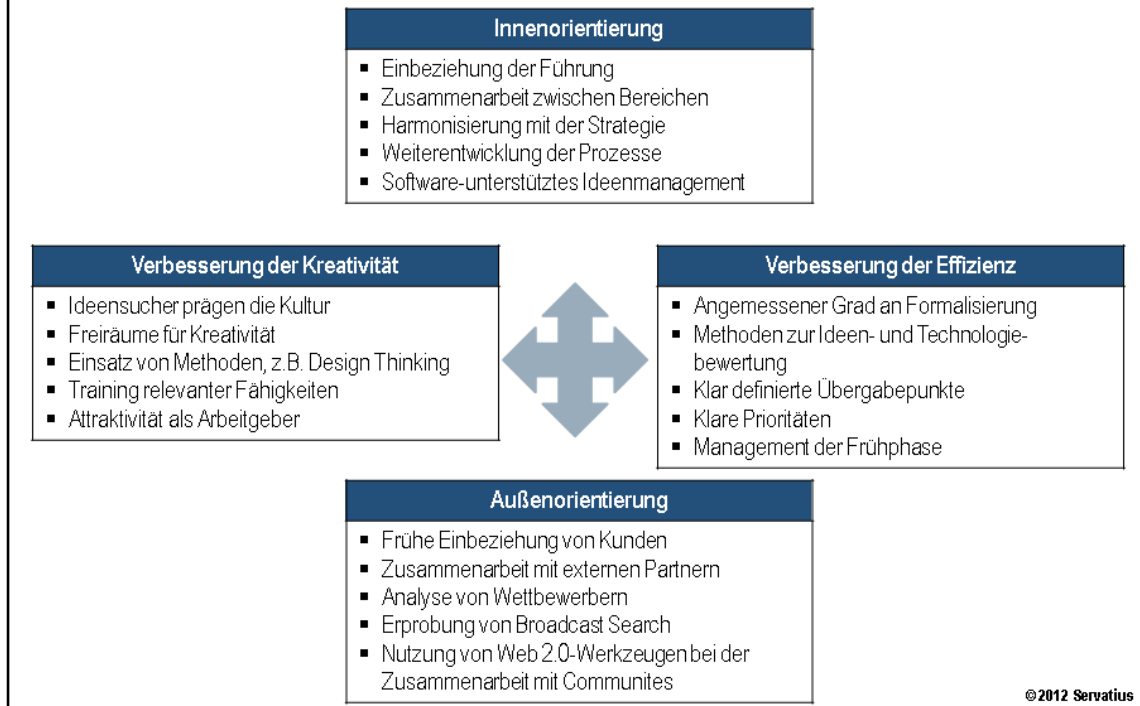 Innenorientierung
▪ Einbeziehung der Führung
▪ Zusammenarbeit zwischen Bereichen
▪ Harmonisierung mit der Strategie
▪ Weiterentwicklung der Prozesse
▪ Software-unterstütztes Ideenmanagement
Verbesserung der Kreativität
▪ Ideensucher prägen die Kultur
▪ Freiräume für Kreativität
▪ Einsatz von Methoden, z.B. Design Thinking
▪ Training relevanter Fähigkeiten
▪ Attraktivität als Arbeitgeber
Verbesserung der Effizienz
▪ Angemessener Grad an Formalisierung
▪ Methoden zur Ideen- und Technologie-
bewertung
▪ Klar definierte Übergabepunkte
▪ Klare Prioritäten
▪ Management der Frühphase
Außenorientierung
▪ Frühe Einbeziehung von Kunden
▪ Zusammenarbeit mit externen Partnern
▪ Analyse von Wettbewerbern
▪ Erprobung von Broadcast Search
▪ Nutzung von Web 2.0-Werkzeugen bei der
Zusammenarbeit mit Communites
©2012 Servatius